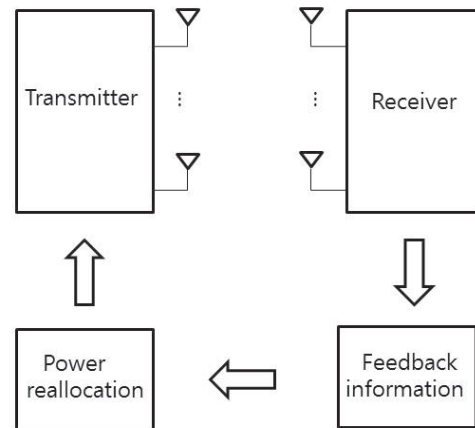 Transmitter
Receiver
Power
reallocation
Feedback
information